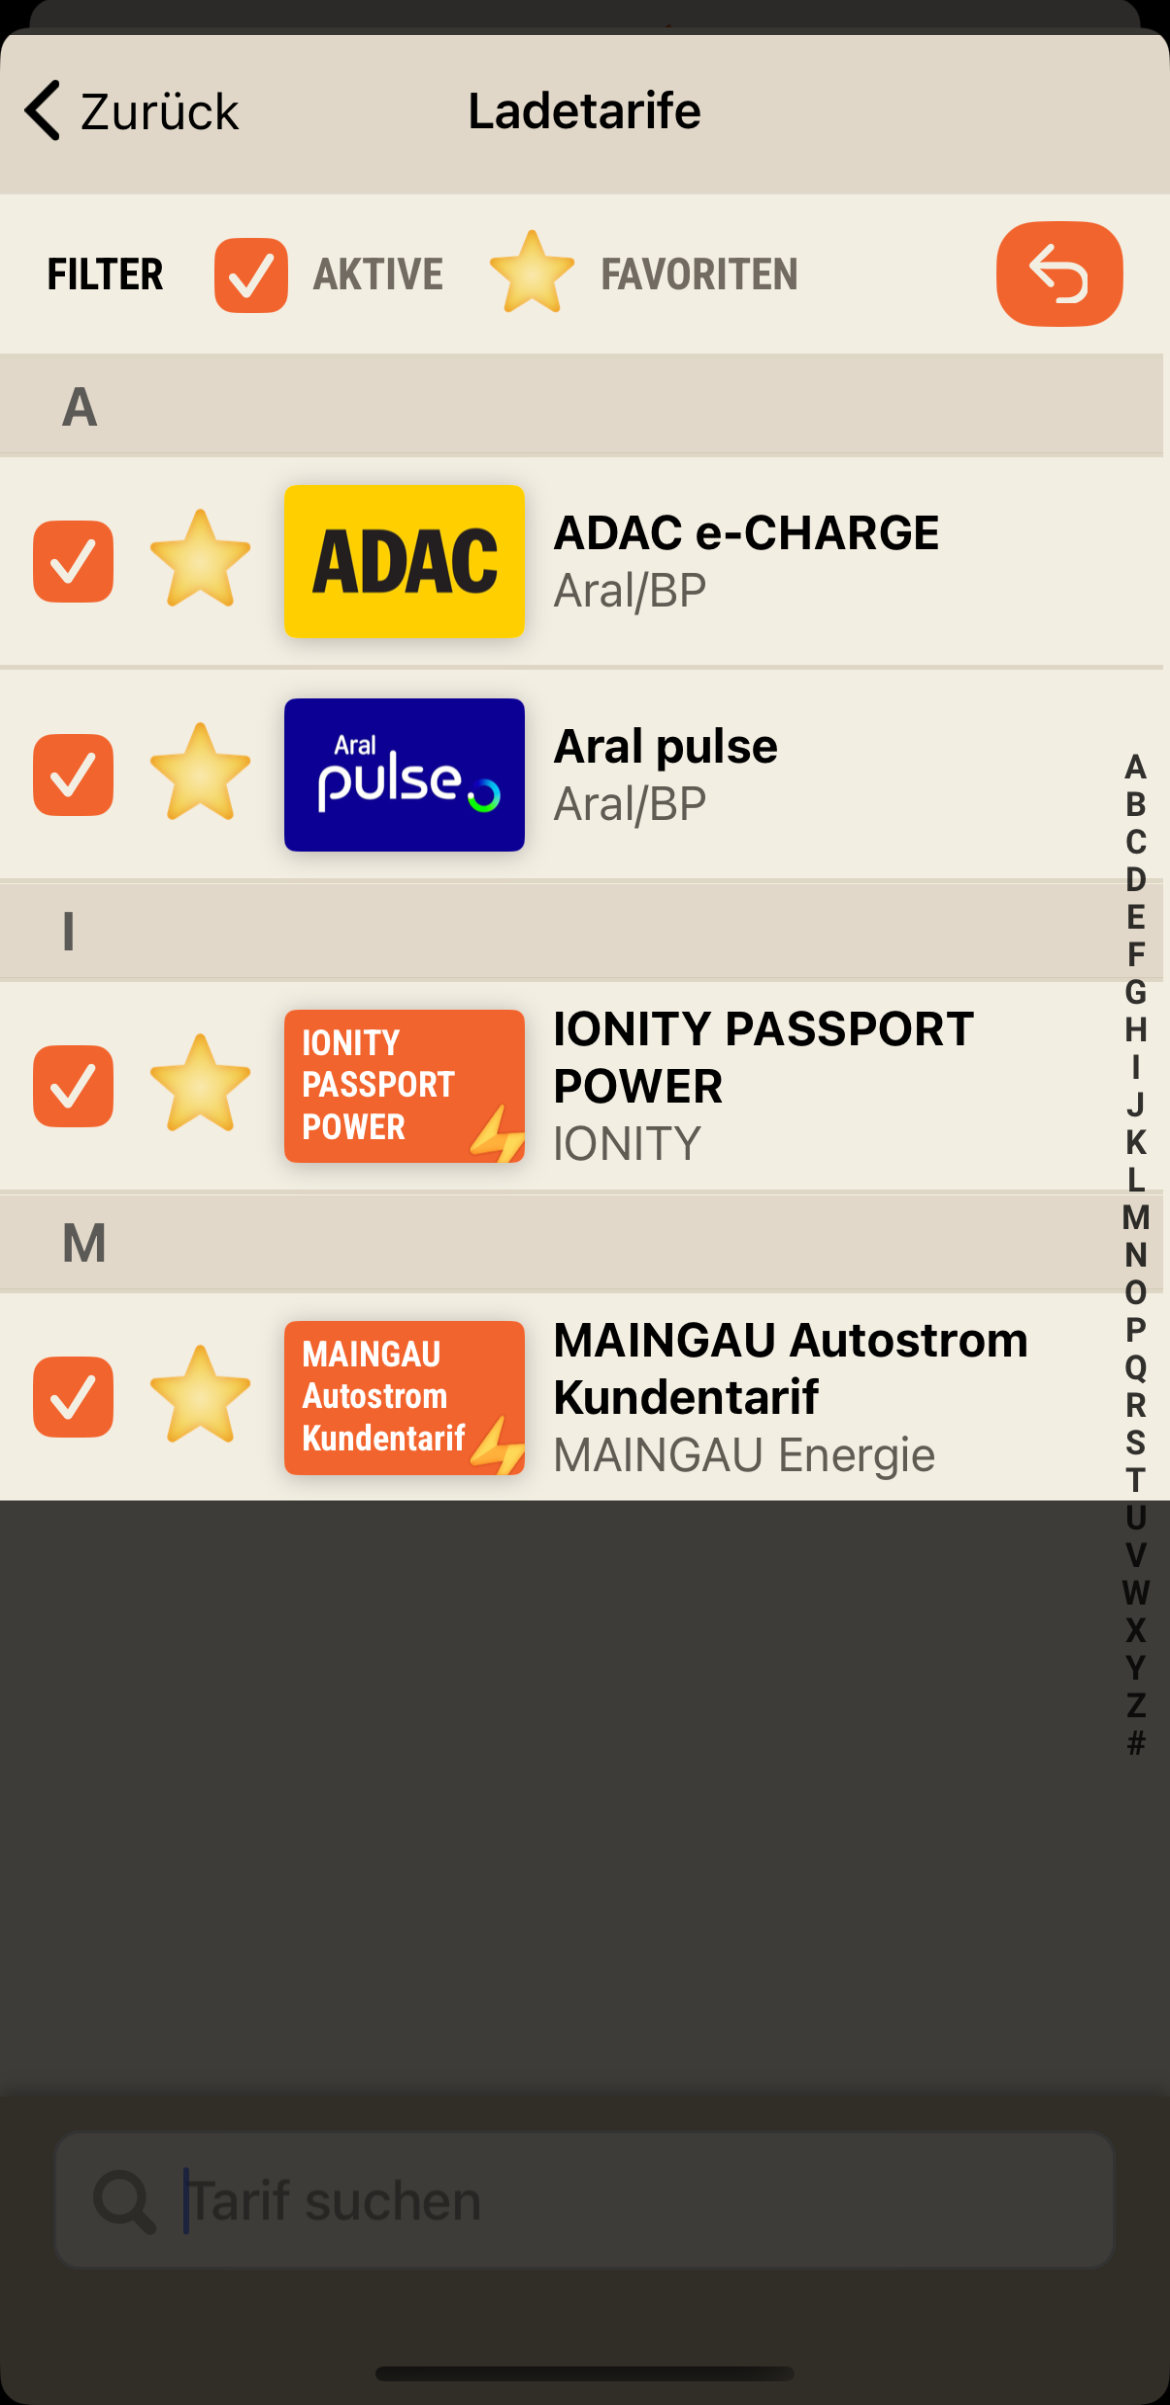 Zurück
Ladetarife
FILTER AKTIVE FAVORITEN
A
ADAC
ADAC e-CHARGE
Aral/BP
Aral
pulse
Aral pulse
Aral/BP
I
IONITY
PASSPORT
POWER
IONITY PASSPORT
POWER
IONITY
M
MAINGAU
Autostrom
Kundentarif
MAINGAU Autostrom
Kundentarif
MAINGAU Energie
A
B
C
D
E
F
G
H
I
J
K
L
M
N
O
P
Q
R
S
T
U
V
W
X
Y
Z
#
Tarif suchen